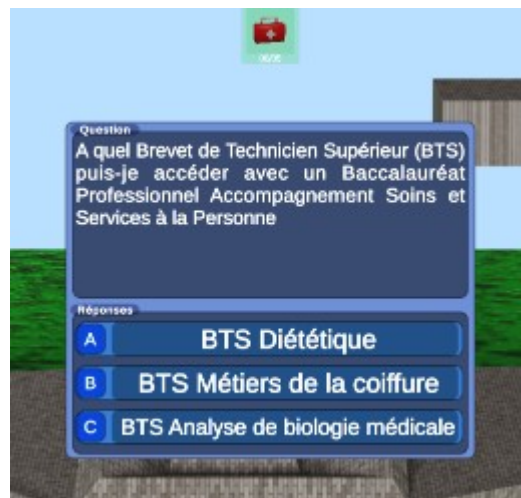 Question
A quel Brevet de Technicien Supérieur (BTS)
puis-je accéder avec un Baccalauréat
Professionnel Accompagnement Soins et
Services à la Personne
Réponses
A BTS Diététique
B BTS Métiers de la coiffure
C BTS Analyse de biologie médicale